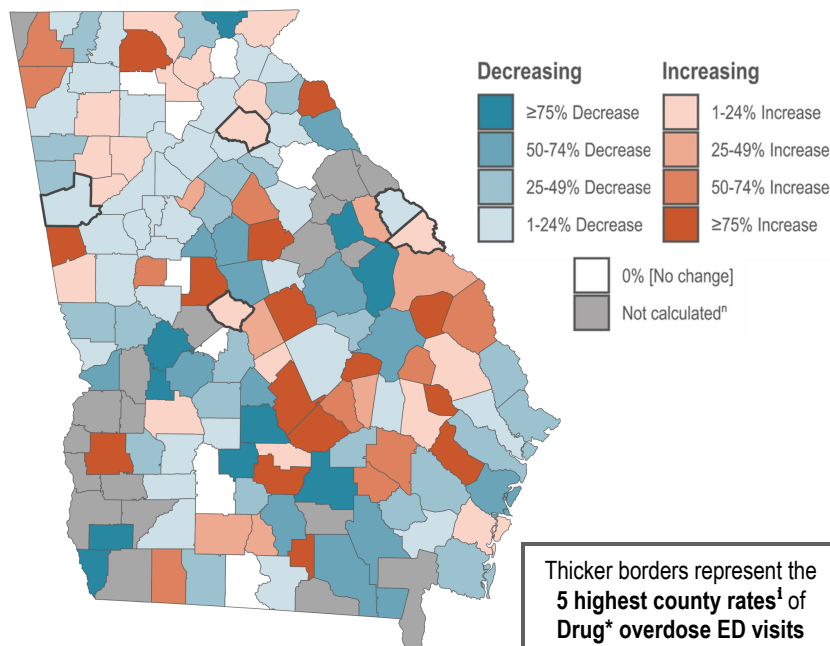 Decreasing
≥75% Decrease
50-74% Decrease
25-49% Decrease
1-24% Decrease
Increasing
1-24% Increase
25-49% Increase
50-74% Increase
≥75% Increase
0% [No change]
Not calculatedⁿ
Thicker borders represent the
5 highest county rates¹ of
Drug* overdose ED visits